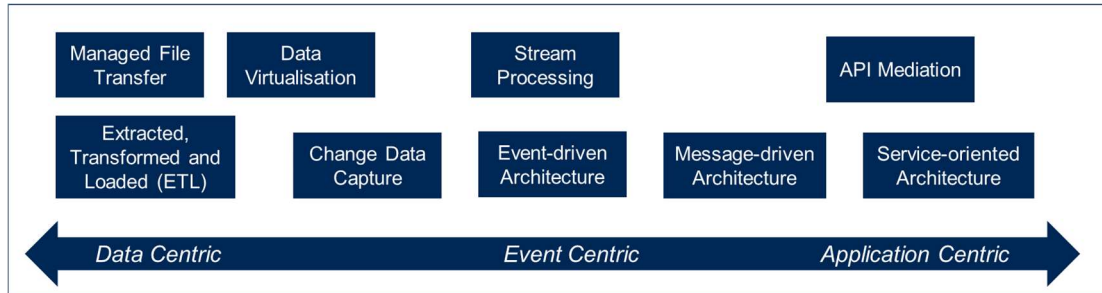 Managed File
Transfer
Data
Virtualisation
Stream
Processing
API Mediation
Extracted,
Transformed and
Loaded (ETL)
Change Data
Capture
Event-driven
Architecture
Message-driven
Architecture
Service-oriented
Architecture
Data Centric
Event Centric
Application Centric